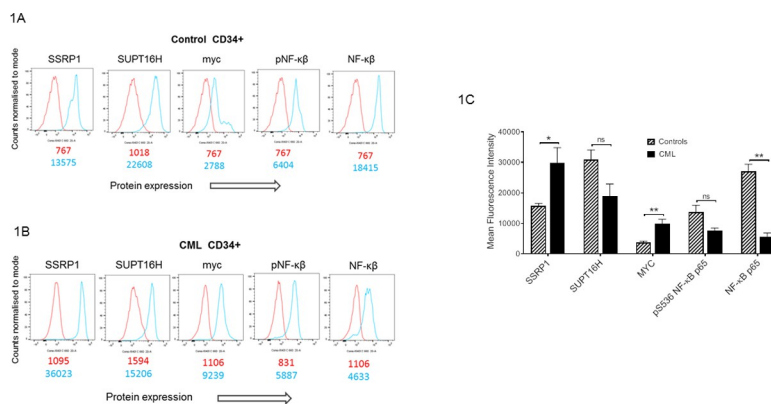 1A
Control CD34+
SSRP1 SUPT16H myc pNF-κβ NF-κβ
Counts normalised to mode
767 1018 767 767 767
13575 22608 2788 6404 18415
Protein expression
1B
CML CD34+
SSRP1 SUPT16H myc pNF-κβ NF-κβ
Counts normalised to mode
1095 1594 1106 831 1106
36023 15206 9239 5887 4633
Protein expression
1C
Controls
CML
Mean Fluorescence Intensity
40000
30000
20000
10000
0
* ns ** ns **
SSRP1 SUPT16H MYC pS536 NF-κB p65 NF-κB p65